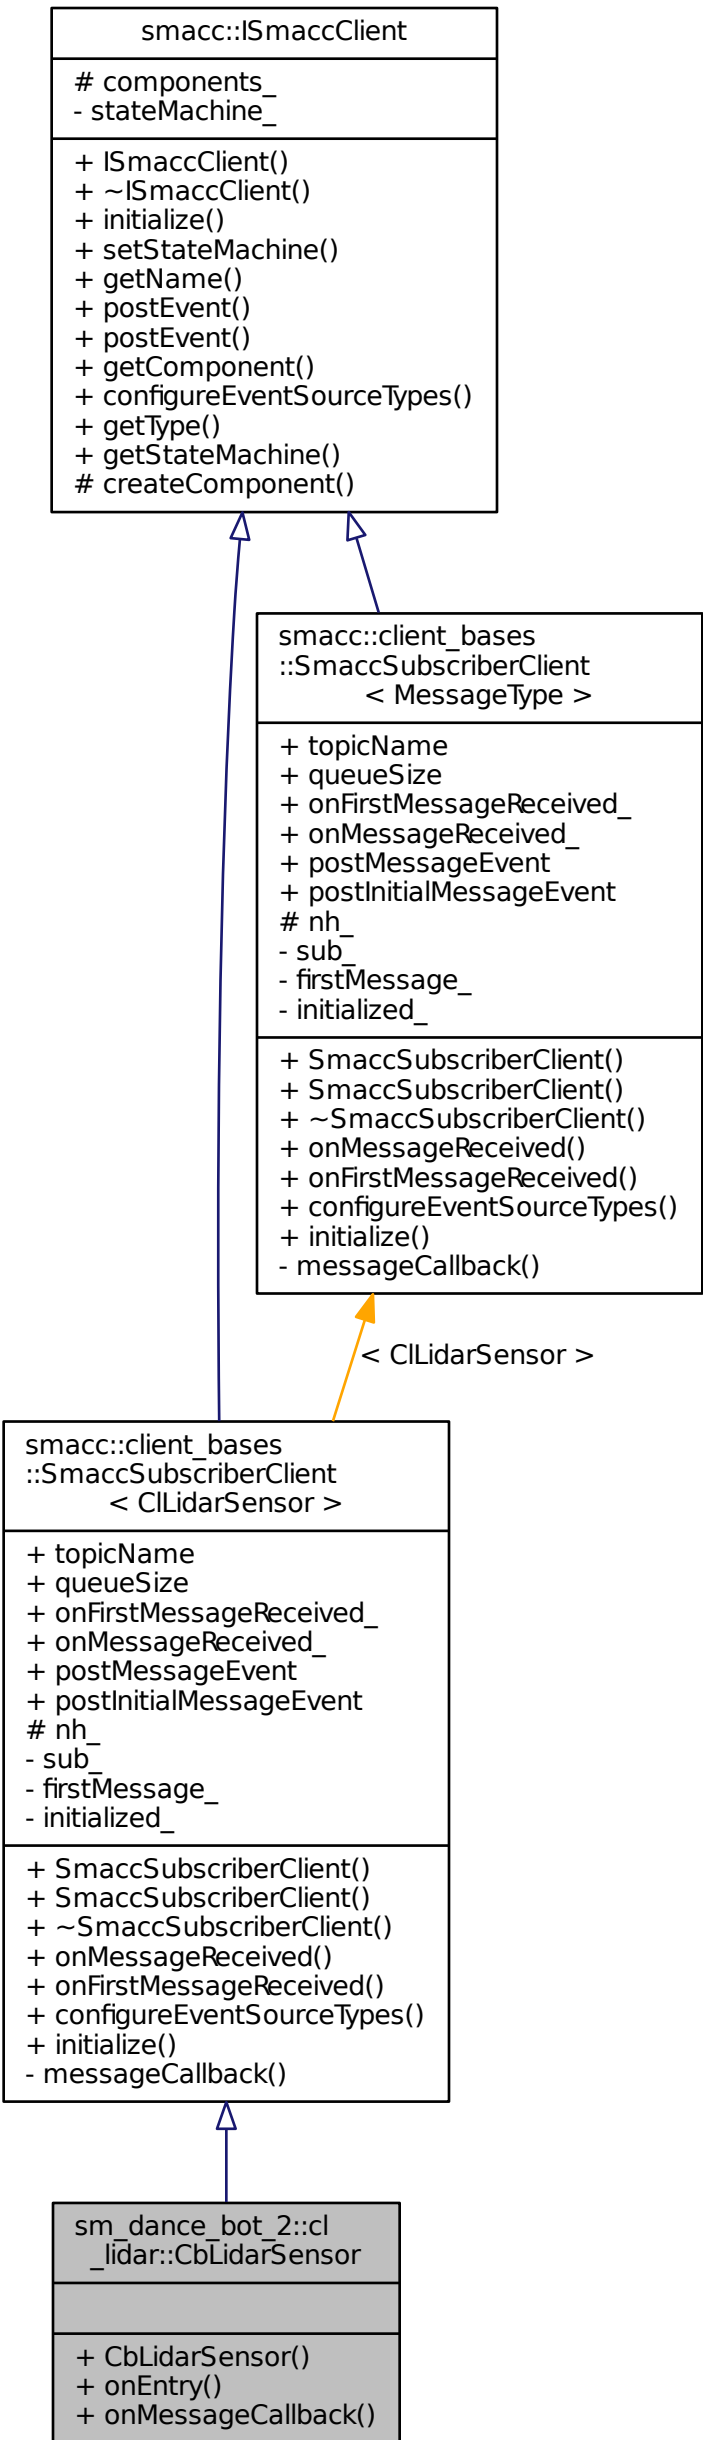 smacc::ISmaccClient
# components_
- stateMachine_
+ ISmaccClient()
+ ~ISmaccClient()
+ initialize()
+ setStateMachine()
+ getName()
+ postEvent()
+ postEvent()
+ getComponent()
+ configureEventSourceTypes()
+ getType()
+ getStateMachine()
# createComponent()
smacc::client_bases
::SmaccSubscriberClient
< MessageType >
+ topicName
+ queueSize
+ onFirstMessageReceived_
+ onMessageReceived_
+ postMessageEvent
+ postInitialMessageEvent
# nh_
- sub_
- firstMessage_
- initialized_
+ SmaccSubscriberClient()
+ SmaccSubscriberClient()
+ ~SmaccSubscriberClient()
+ onMessageReceived()
+ onFirstMessageReceived()
+ configureEventSourceTypes()
+ initialize()
- messageCallback()
< ClLidarSensor >
smacc::client_bases
::SmaccSubscriberClient
< ClLidarSensor >
+ topicName
+ queueSize
+ onFirstMessageReceived_
+ onMessageReceived_
+ postMessageEvent
+ postInitialMessageEvent
# nh_
- sub_
- firstMessage_
- initialized_
+ SmaccSubscriberClient()
+ SmaccSubscriberClient()
+ ~SmaccSubscriberClient()
+ onMessageReceived()
+ onFirstMessageReceived()
+ configureEventSourceTypes()
+ initialize()
- messageCallback()
sm_dance_bot_2::cl
_lidar::CbLidarSensor
+ CbLidarSensor()
+ onEntry()
+ onMessageCallback()